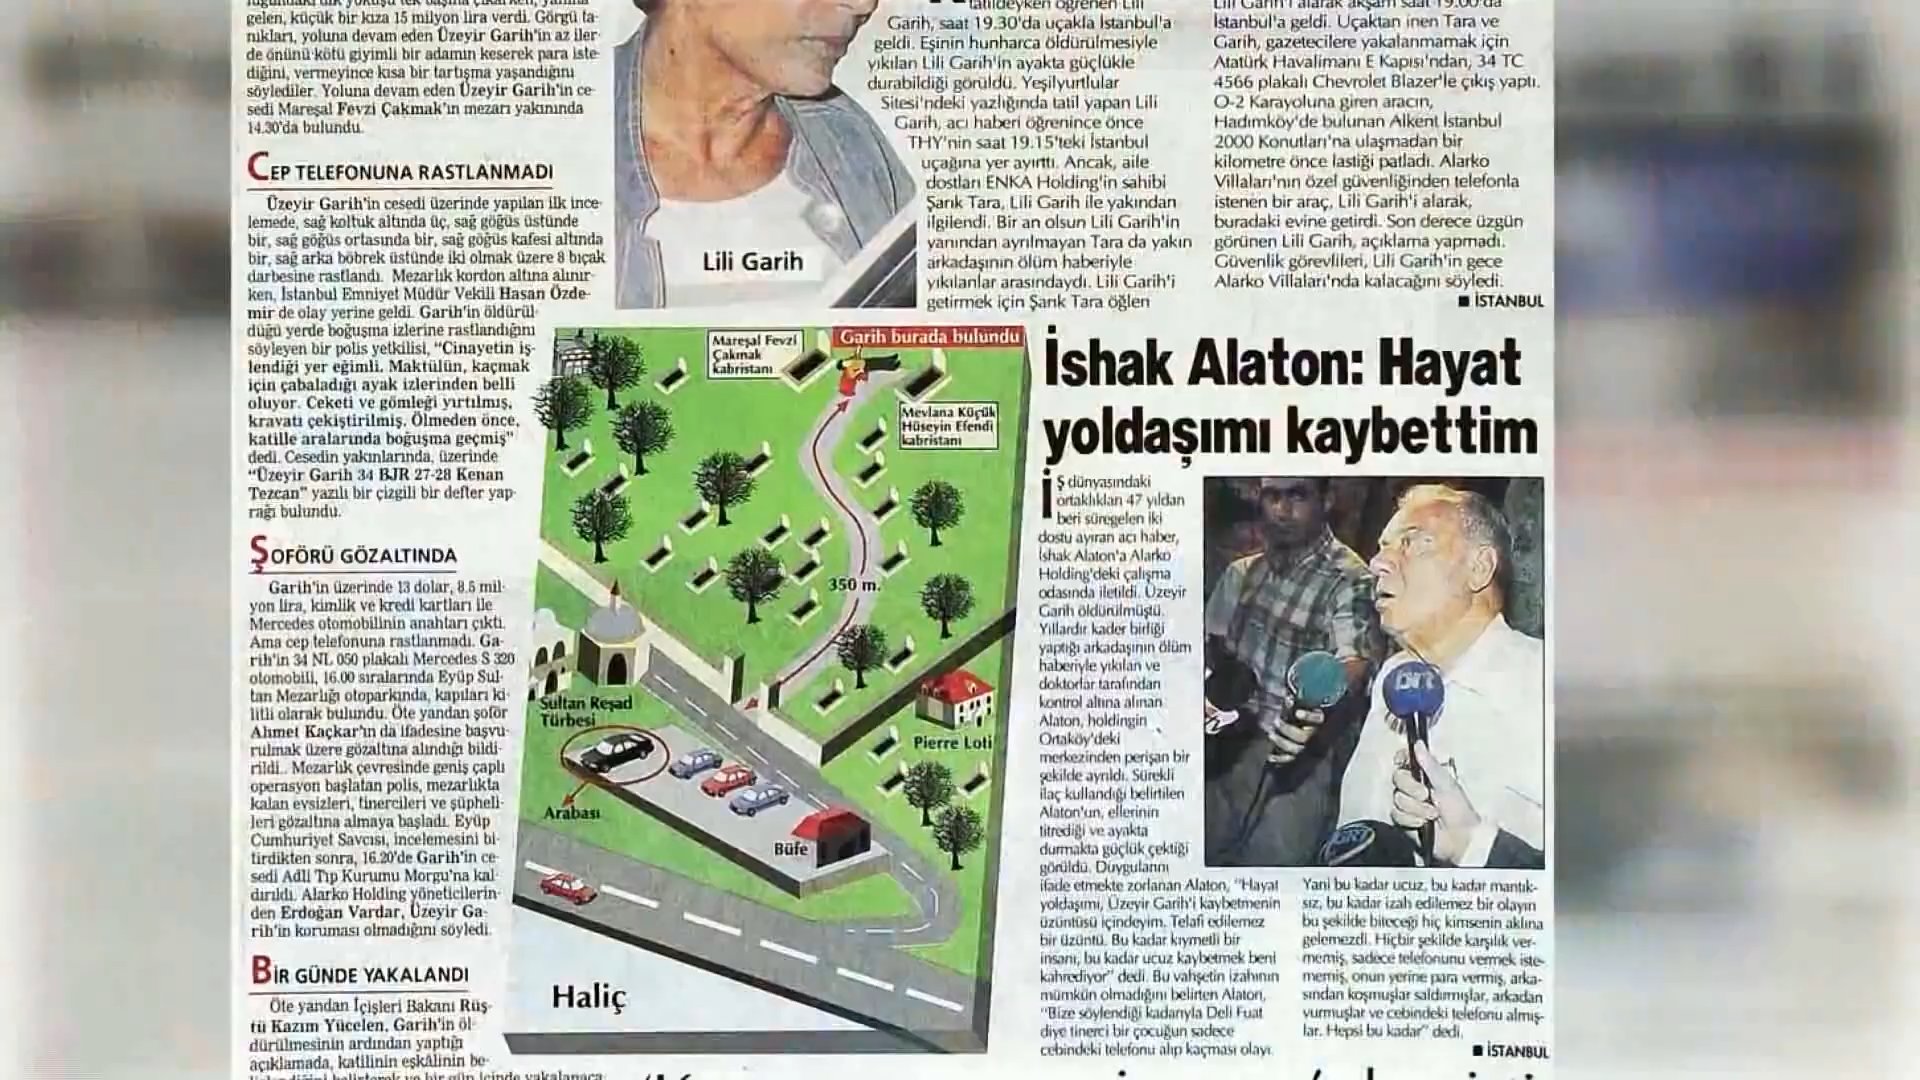 gelen, küçük bir kıza 15 milyon lira verdi. Görgü ta-
nıkları, yoluna devam eden Üzeyir Garih'in az iler-
de önünü kötü giyimli bir adamın keserek para iste-
diğini, vermeyince kısa bir tartışma yaşandığını
söylediler. Yoluna devam eden Üzeyir Garih'in ce-
sedi Mareşal Fevzi Çakmak'ın mezarı yakınında
14.30'da bulundu.
CEP TELEFONUNA RASTLANMADI
Üzeyir Garih'in cesedi üzerinde yapılan ilk ince-
lemede, sağ koltuk altında üç, sağ göğüs üstünde
bir, sağ göğüs ortasında bir, sağ göğüs kafesi altında
bir, sağ arka böbrek üstünde iki olmak üzere 8 bıçak
darbesine rastlandı. Mezarlık kordon altına alınır-
ken, İstanbul Emniyet Müdür Vekili Hasan Özde-
mir de olay yerine geldi. Garih'in öldürül-
düğü yerde boğuşma izlerine rastlandığını
söyleyen bir polis yetkilisi, "Cinayetin iş-
lendiği yer eğimli. Maktülün, kaçmak
için çabaladığı ayak izlerinden belli
oluyor. Ceketi ve gömleği yırtılmış,
kravatı çekiştirilmiş. Ölmeden önce,
katille aralarında boğuşma geçmiş"
dedi. Cesedin yakınlarında, üzerinde
"Üzeyir Garih 34 BJR 27-28 Kenan
Tezcan" yazılı bir çizgili bir defter yap-
rağı bulundu.
ŞOFÖRÜ GÖZALTINDA
Garih'in üzerinde 13 dolar, 8.5 mil-
yon lira, kimlik ve kredi kartları ile
Mercedes otomobilinin anahtarı çıktı.
Ama cep telefonuna rastlanmadı. Ga-
rih'in 34 NL 050 plakalı Mercedes S 320
otomobili, 16.00 sıralarında Eyüp Sul-
tan Mezarlığı otoparkında, kapıları ki-
litli olarak bulundu. Öte yandan şoför
Ahmet Kaçkar'ın da ifadesine başvu-
rulmak üzere gözaltına alındığı bildi-
rildi. Mezarlık çevresinde geniş çaplı
operasyon başlatan polis, mezarlıkta
kalan evsizleri, tinercileri ve şüpheli-
leri gözaltına almaya başladı. Eyüp
Cumhuriyet Savcısı, incelemesini bi-
tirdikten sonra, 16.20'de Garih'in ce-
sedi Adli Tıp Kurumu Morgu'na kal-
dırıldı. Alarko Holding yöneticilerin-
den Erdoğan Vardar, Üzeyir Ga-
rih'in koruması olmadığını söyledi.
BİR GÜNDE YAKALANDI
Öte yandan İçişleri Bakanı Rüş-
tü Kazım Yücelen, Garih'in öl-
dürülmesinin ardından yaptığı
açıklamada, katilinin eşkâlinin be-
Lili Garih
tatildeyken öğrenen Lili
Garih, saat 19.30'da uçakla İstanbul'a
geldi. Eşinin hunharca öldürülmesiyle
yıkılan Lili Garih'in ayakta güçlükle
durabildiği görüldü. Yeşilyurtlular
Sitesi'ndeki yazlığında tatil yapan Lili
Garih, acı haberi öğrenince önce
THY'nin saat 19.15'teki İstanbul
uçağına yer ayırttı. Ancak, aile
dostları ENKA Holding'in sahibi
Şarık Tara, Lili Garih ile yakından
ilgilendi. Bir an olsun Lili Garih'in
yanından ayrılmayan Tara da yakın
arkadaşının ölüm haberiyle
yıkılanlar arasındaydı. Lili Garih'i
getirmek için Şarık Tara öğlen
Lili Garih'i alarak akşam saat 19.00'da
İstanbul'a geldi. Uçaktan inen Tara ve
Garih, gazetecilere yakalanmamak için
Atatürk Havalimanı E Kapısı'ndan, 34 TC
4566 plakalı Chevrolet Blazer'le çıkış yaptı.
O-2 Karayoluna giren aracın,
Hadımköy'de bulunan Alkent İstanbul
2000 Konutları'na ulaşmadan bir
kilometre önce lastiği patladı. Alarko
Villaları'nın özel güvenliğinden telefonla
istenen bir araç, Lili Garih'i alarak,
buradaki evine getirdi. Son derece üzgün
görünen Lili Garih, açıklama yapmadı.
Güvenlik görevlileri, Lili Garih'in gece
Alarko Villaları'nda kalacağını söyledi.
■ İSTANBUL
Mareşal Fevzi
Çakmak
kabristanı
Garih burada bulundu
Mevlana Küçük
Hüseyin Efendi
kabristanı
350 m.
Sultan Reşad
Türbesi
Pierre Loti
Arabası
Büfe
Haliç
İshak Alaton: Hayat
yoldaşımı kaybettim
İş dünyasındaki
ortaklıkları 47 yıldan
beri süregelen iki
dostu ayıran acı haber,
İshak Alaton'a Alarko
Holding'deki çalışma
odasında iletildi. Üzeyir
Garih öldürülmüştü.
Yıllardır kader birliği
yaptığı arkadaşının ölüm
haberiyle yıkılan ve
doktorlar tarafından
kontrol altına alınan
Alaton, holdingin
Ortaköy'deki
merkezinden perişan bir
şekilde ayrıldı. Sürekli
ilaç kullandığı belirtilen
Alaton'un, ellerinin
titrediği ve ayakta
durmakta güçlük çektiği
görüldü. Duygularını
ifade etmekte zorlanan Alaton, "Hayat
yoldaşımı, Üzeyir Garih'i kaybetmenin
üzüntüsü içindeyim. Telafi edilemez
bir üzüntü. Bu kadar kıymetli bir
insanı, bu kadar ucuz kaybetmek beni
kahrediyor" dedi. Bu vahşetin izahının
mümkün olmadığını belirten Alaton,
"Bize söylendiği kadarıyla Deli Fuat
diye tinerci bir çocuğun sadece
cebindeki telefonu alıp kaçması olayı.
Yani bu kadar ucuz, bu kadar mantık-
sız, bu kadar izah edilemez bir olayın
bu şekilde biteceği hiç kimsenin aklına
gelemezdi. Hiçbir şekilde karşılık ver-
memiş, sadece telefonunu vermek iste-
memiş, onun yerine para vermiş, arka-
sından koşmuşlar saldırmışlar, arkadan
vurmuşlar ve cebindeki telefonu almış-
lar. Hepsi bu kadar" dedi.
■ İSTANBUL